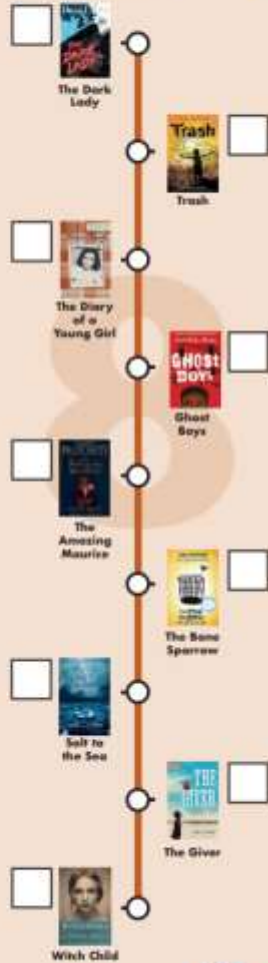 The Dark
Lady
Trash
Trash
The Diary
of a
Young Girl
8
GHOST
BOYS
Ghost
Boys
The
Amazing
Maurice
The Bone
Sparrow
Salt to
the Sea
THE
GIVER
The Giver
Witch Child